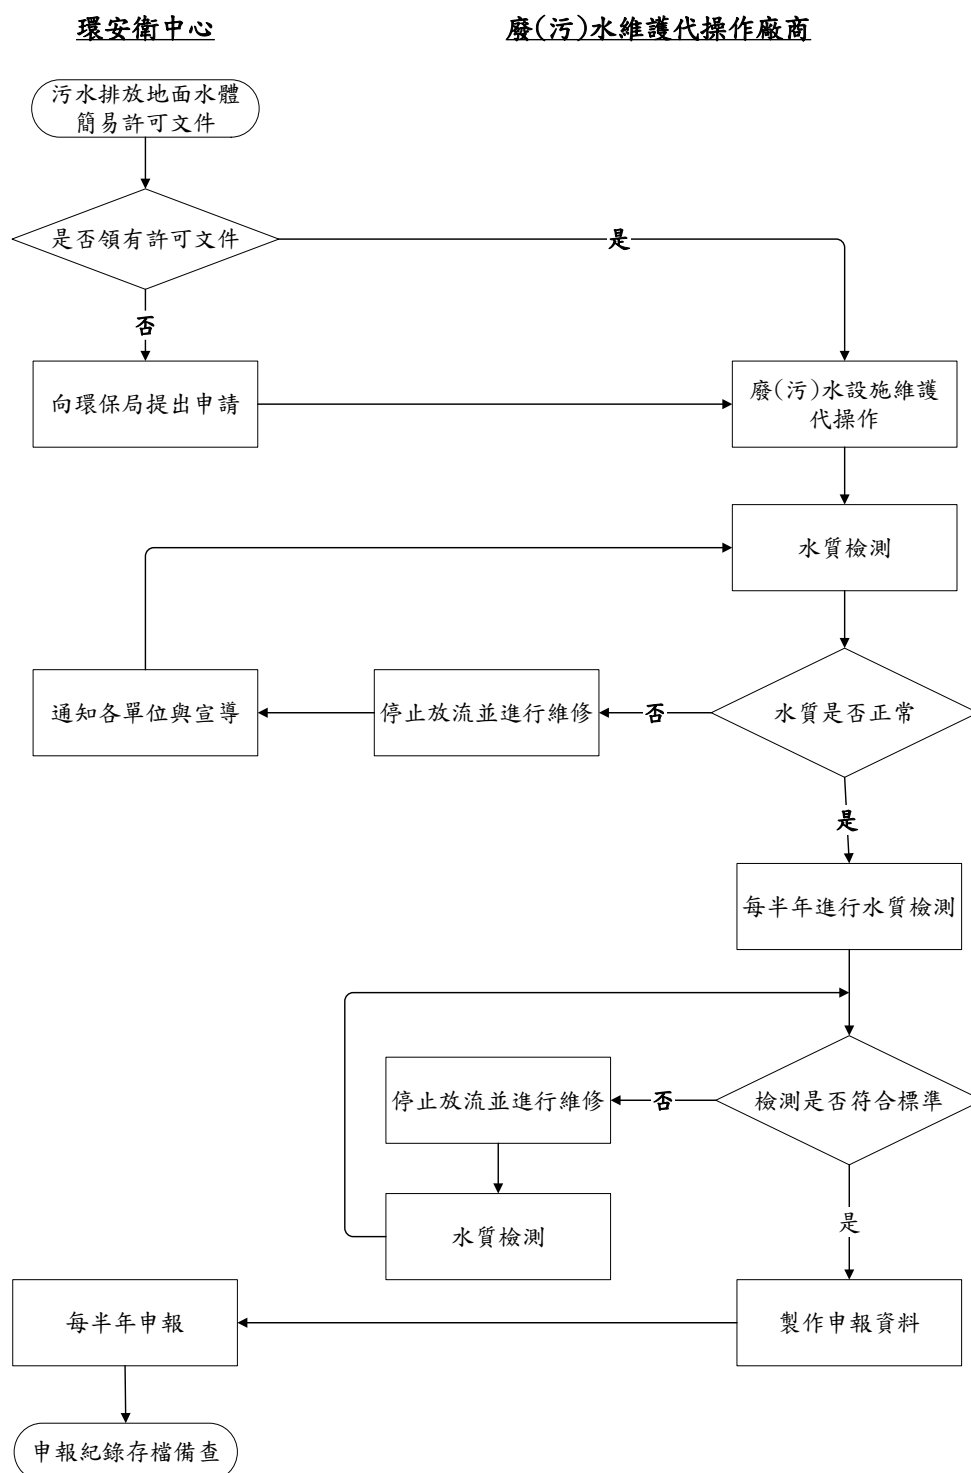 環安衛中心
廢(污)水維護代操作廠商
污水排放地面水體
簡易許可文件
是否領有許可文件
是
否
向環保局提出申請
廢(污)水設施維護
代操作
水質檢測
通知各單位與宣導
停止放流並進行維修
否
水質是否正常
是
每半年進行水質檢測
停止放流並進行維修
否
檢測是否符合標準
水質檢測
是
每半年申報
製作申報資料
申報紀錄存檔備查